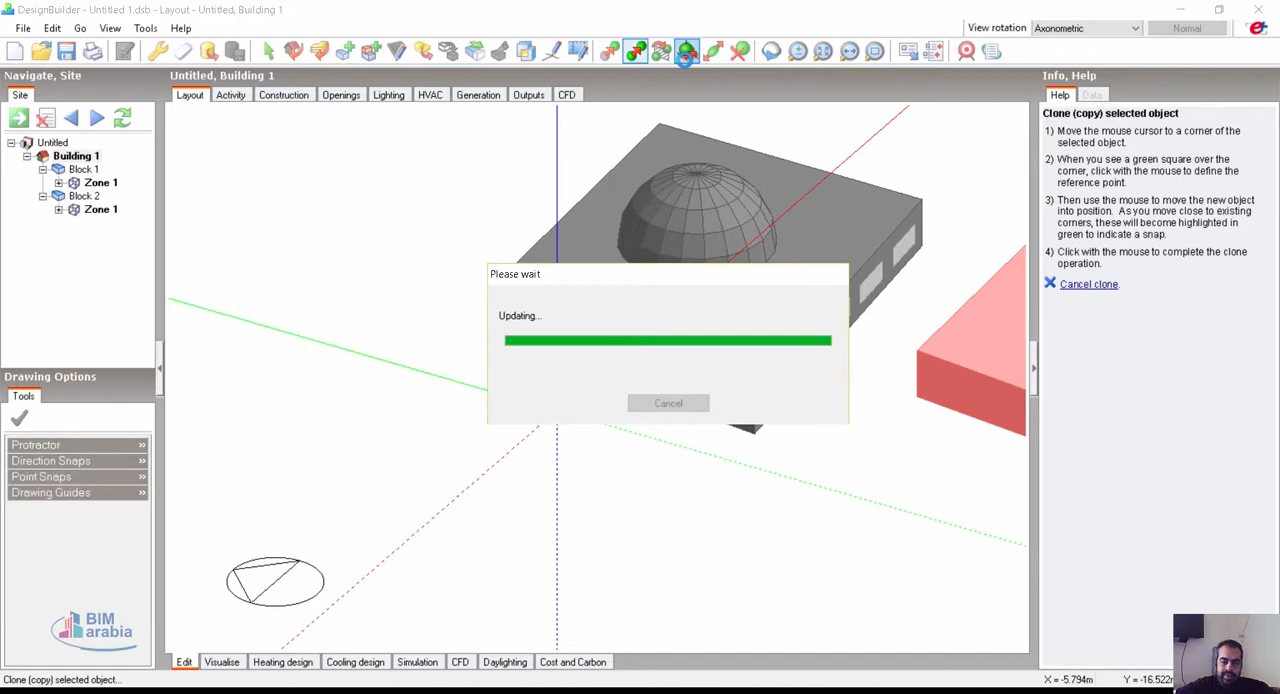 DesignBuilder - Untitled 1.dsb - Layout - Untitled, Building 1
File Edit Go View Tools Help
View rotation Axonometric Normal
Navigate, Site
Site
Untitled
Building 1
Block 1
Zone 1
Block 2
Zone 1
Drawing Options
Tools
Protractor »
Direction Snaps »
Point Snaps »
Drawing Guides »
BIM
arabia
Untitled, Building 1
Layout Activity Construction Openings Lighting HVAC Generation Outputs CFD
Please wait
Updating...
Cancel
Edit Visualise Heating design Cooling design Simulation CFD Daylighting Cost and Carbon
Info, Help
Help Data
Clone (copy) selected object
1) Move the mouse cursor to a corner of the
selected object.
2) When you see a green square over the
corner, click with the mouse to define the
reference point.
3) Then use the mouse to move the new object
into position. As you move close to existing
corners, these will become highlighted in
green to indicate a snap.
4) Click with the mouse to complete the clone
operation.
Cancel clone.
Clone (copy) selected object...
X = -5.794m Y = -16.522m